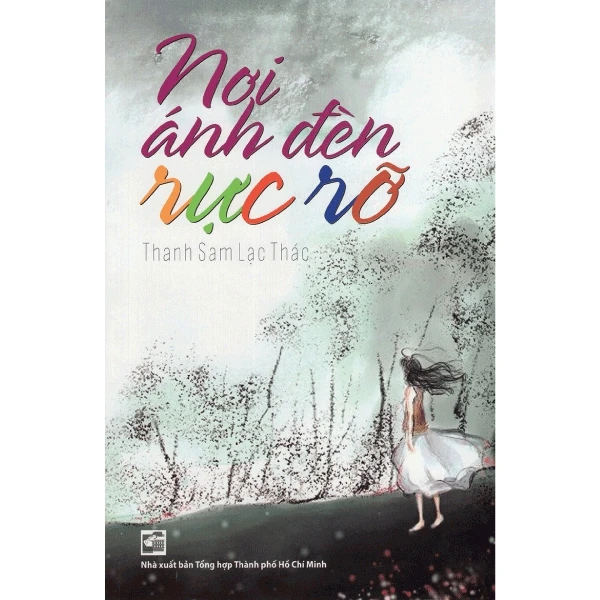 Nơi
ánh đèn
rực rỡ
Thanh Sam Lạc Thác
Nhà xuất bản Tổng hợp Thành phố Hồ Chí Minh